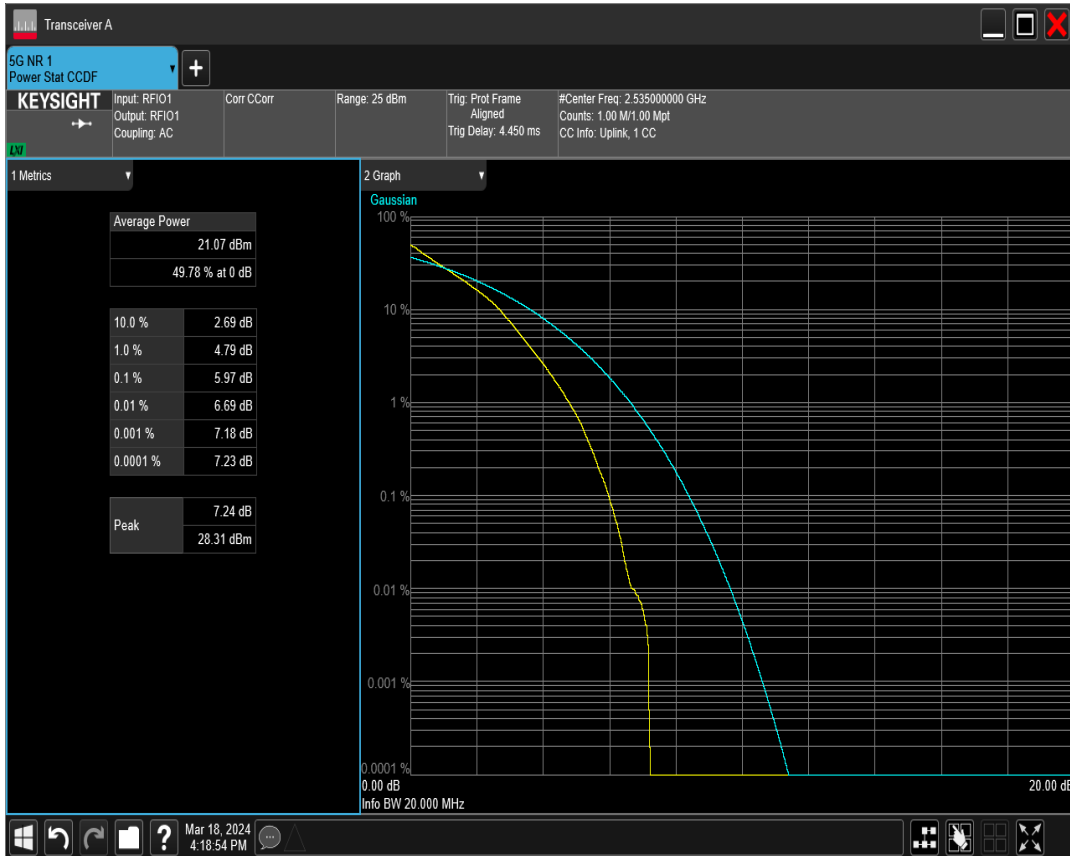 Transceiver A
5G NR 1
Power Stat CCDF
KEYSIGHT
LXI
Input: RFIO1
Output: RFIO1
Coupling: AC
Corr CCorr
Range: 25 dBm
Trig: Prot Frame
Aligned
Trig Delay: 4.450 ms
#Center Freq: 2.535000000 GHz
Counts: 1.00 M/1.00 Mpt
CC Info: Uplink, 1 CC
1 Metrics
Average Power
21.07 dBm
49.78 % at 0 dB
10.0 % 2.69 dB
1.0 % 4.79 dB
0.1 % 5.97 dB
0.01 % 6.69 dB
0.001 % 7.18 dB
0.0001 % 7.23 dB
Peak 7.24 dB
28.31 dBm
2 Graph
Gaussian
100 %
10 %
1 %
0.1 %
0.01 %
0.001 %
0.0001 %
0.00 dB 20.00 dB
Info BW 20.000 MHz
Mar 18, 2024
4:18:54 PM